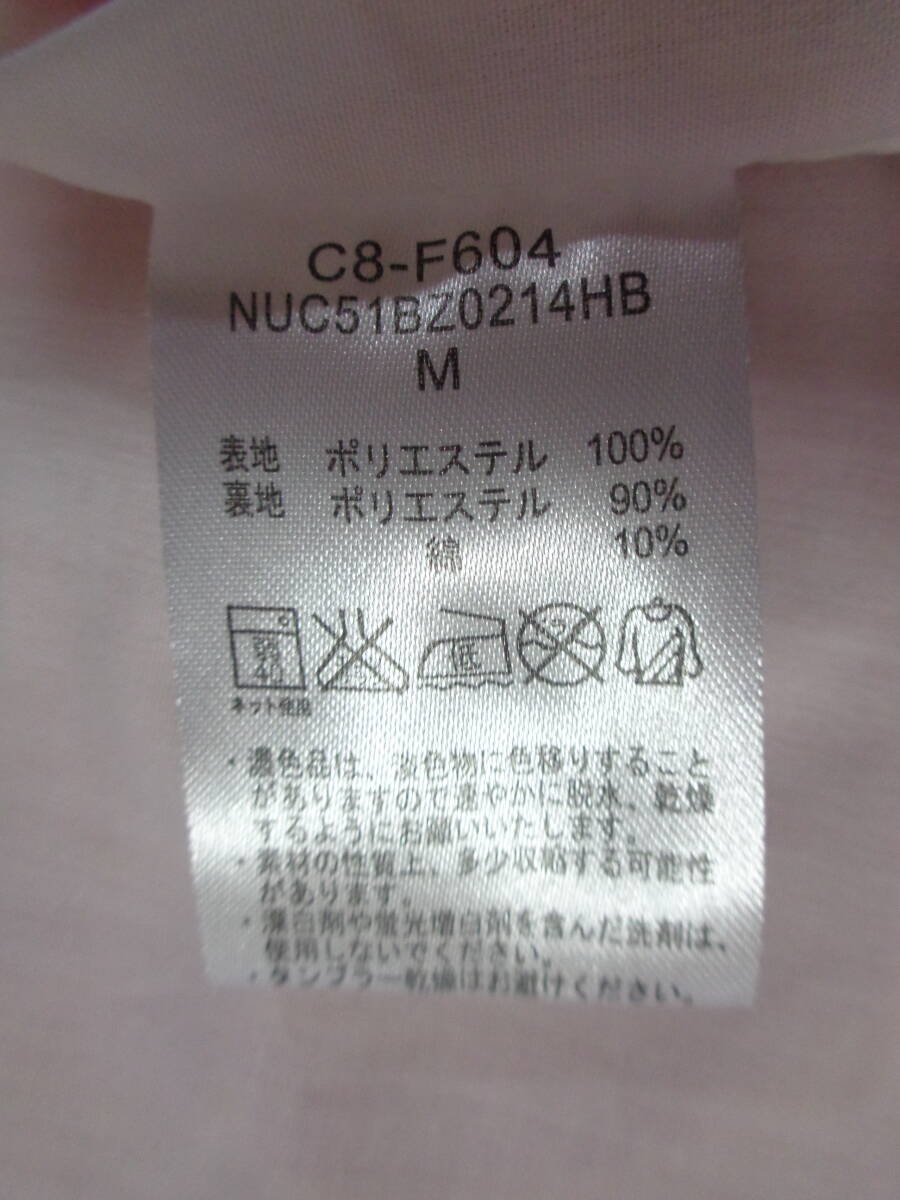 C8-F604
NUC51BZ0214HB
M
表地 ポリエステル 100%
裏地 ポリエステル 90%
綿 10%
弱 40
低
ネット使用
・濃色品は、淡色物に色移りすること
がありますので速やかに脱水、乾燥
するようにお願いいたします。
・素材の性質上、多少収縮する可能性
があります。
・漂白剤や蛍光増白剤を含んだ洗剤は、
使用しないでください。
・タンブラー乾燥はお避けください。